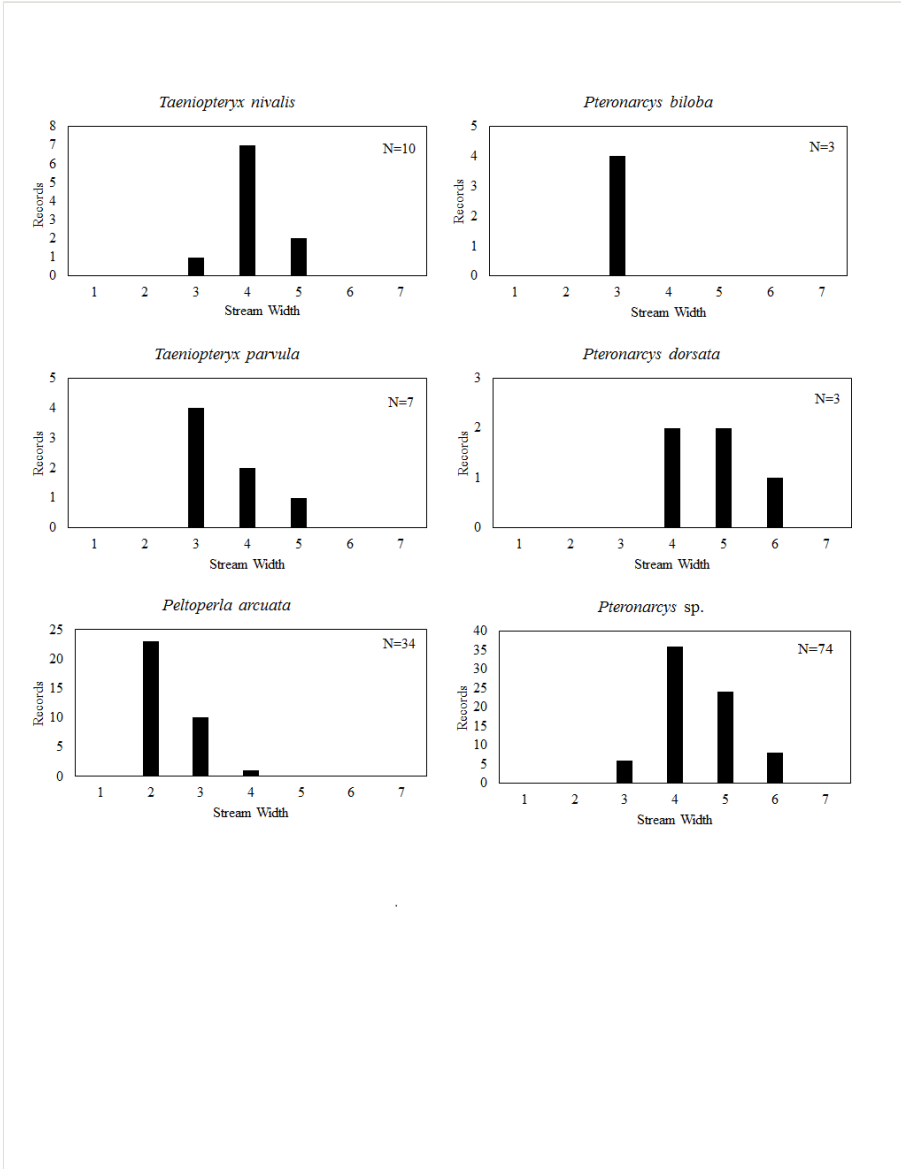 Taeniopteryx nivalis
8
7
6
5
4
3
2
1
0
Records
N=10
1 2 3 4 5 6 7
Stream Width
Pteronarcys biloba
5
4
3
2
1
0
Records
N=3
1 2 3 4 5 6 7
Stream Width
Taeniopteryx parvula
5
4
3
2
1
0
Records
N=7
1 2 3 4 5 6 7
Stream Width
Pteronarcys dorsata
3
2
1
0
Records
N=3
1 2 3 4 5 6 7
Stream Width
Peltoperla arcuata
25
20
15
10
5
0
Records
N=34
1 2 3 4 5 6 7
Stream Width
Pteronarcys sp.
40
35
30
25
20
15
10
5
0
Records
N=74
1 2 3 4 5 6 7
Stream Width
.